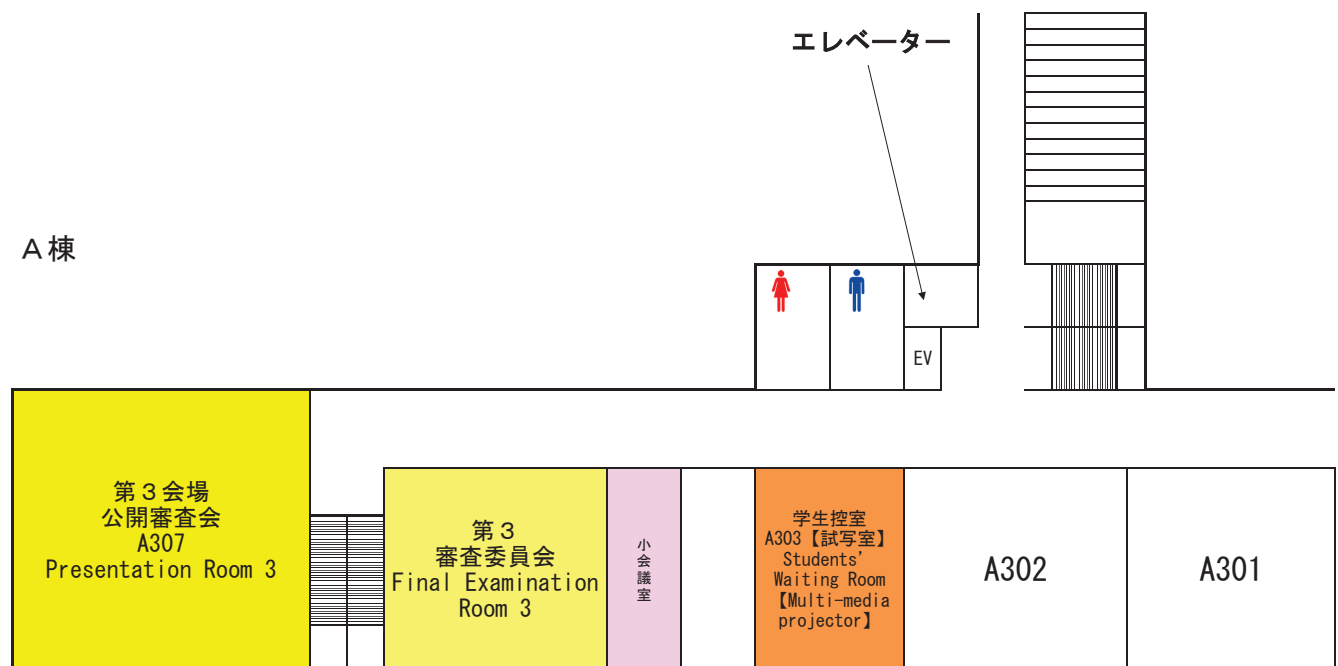 エレベーター
A棟
EV
第３会場
公開審査会
A307
Presentation Room 3
第３
審査委員会
Final Examination
Room 3
小会議室
学生控室
A303【試写室】
Students'
Waiting Room
【Multi-media
projector】
A302
A301